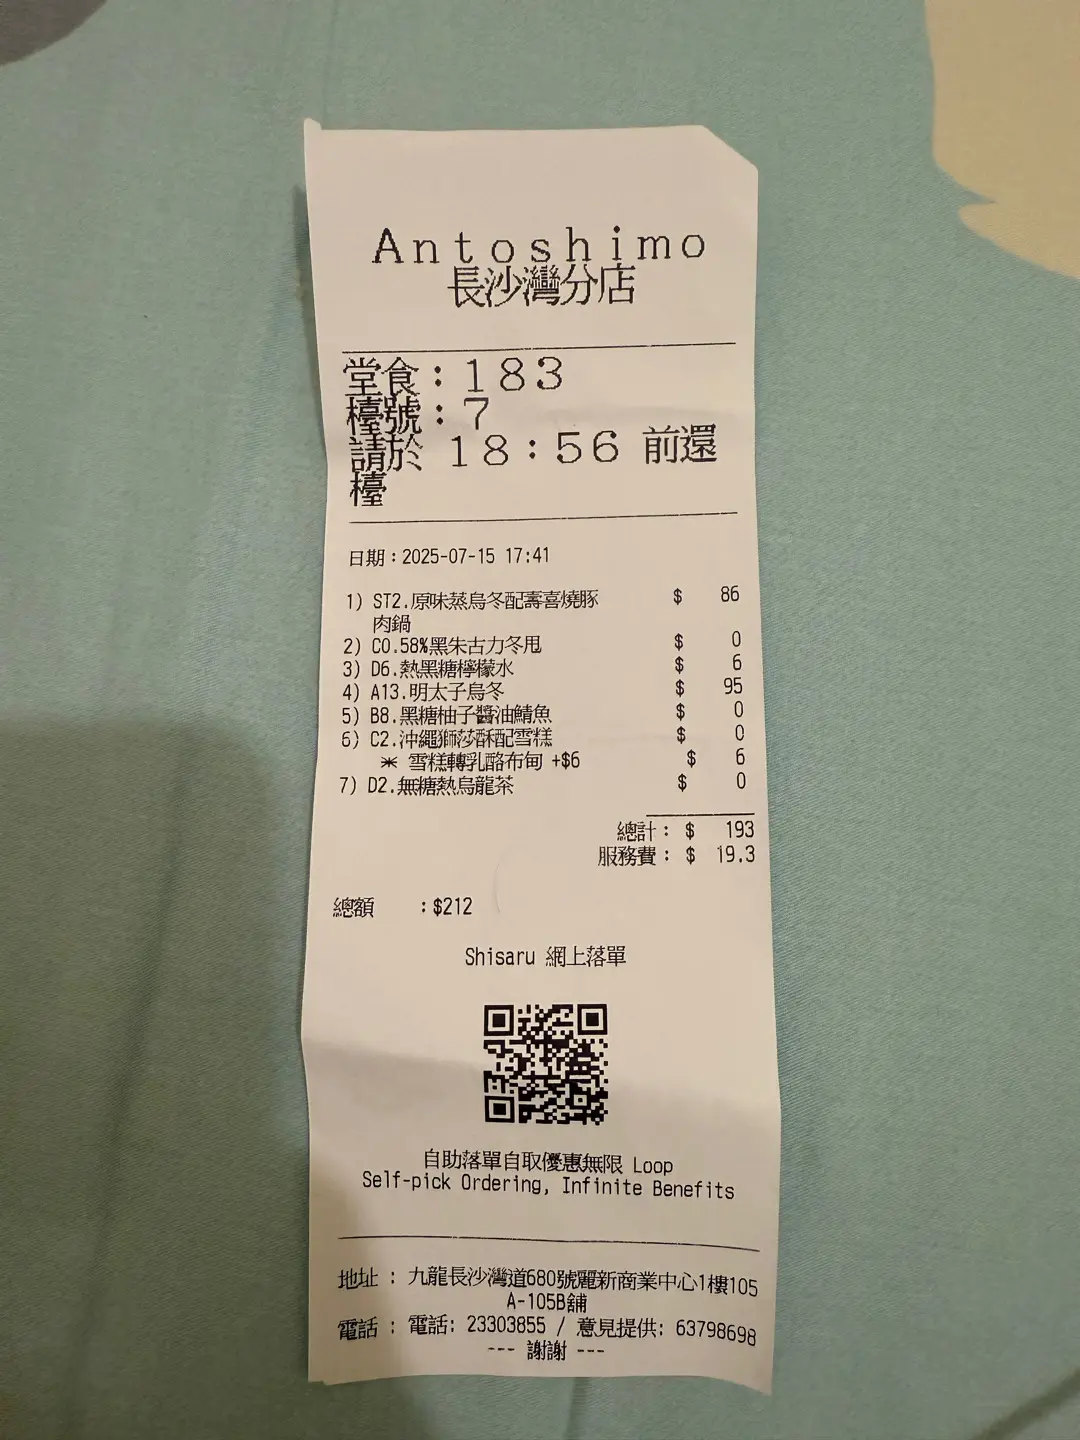 Antoshimo
長沙灣分店
堂食：183
檯號：7
請於 18:56 前還
檯
日期：2025-07-15 17:41
1) ST2.原味蒸烏冬配壽喜燒豚 $ 86
肉鍋
2) C0.58%黑朱古力冬甩 $ 0
3) D6.熱黑糖檸檬水 $ 6
4) A13.明太子烏冬 $ 95
5) B8.黑糖柚子醬油鯖魚 $ 0
6) C2.沖繩獅莎酥配雪糕 $ 0
* 雪糕轉乳酪布甸 +$6 $ 6
7) D2.無糖熱烏龍茶 $ 0
總計：$ 193
服務費：$ 19.3
總額 :$212
Shisaru 網上落單
自助落單自取優惠無限 Loop
Self-pick Ordering, Infinite Benefits
地址 : 九龍長沙灣道680號麗新商業中心1樓105
A-105B舖
電話 : 電話: 23303855 / 意見提供: 63798698
--- 謝謝 ---